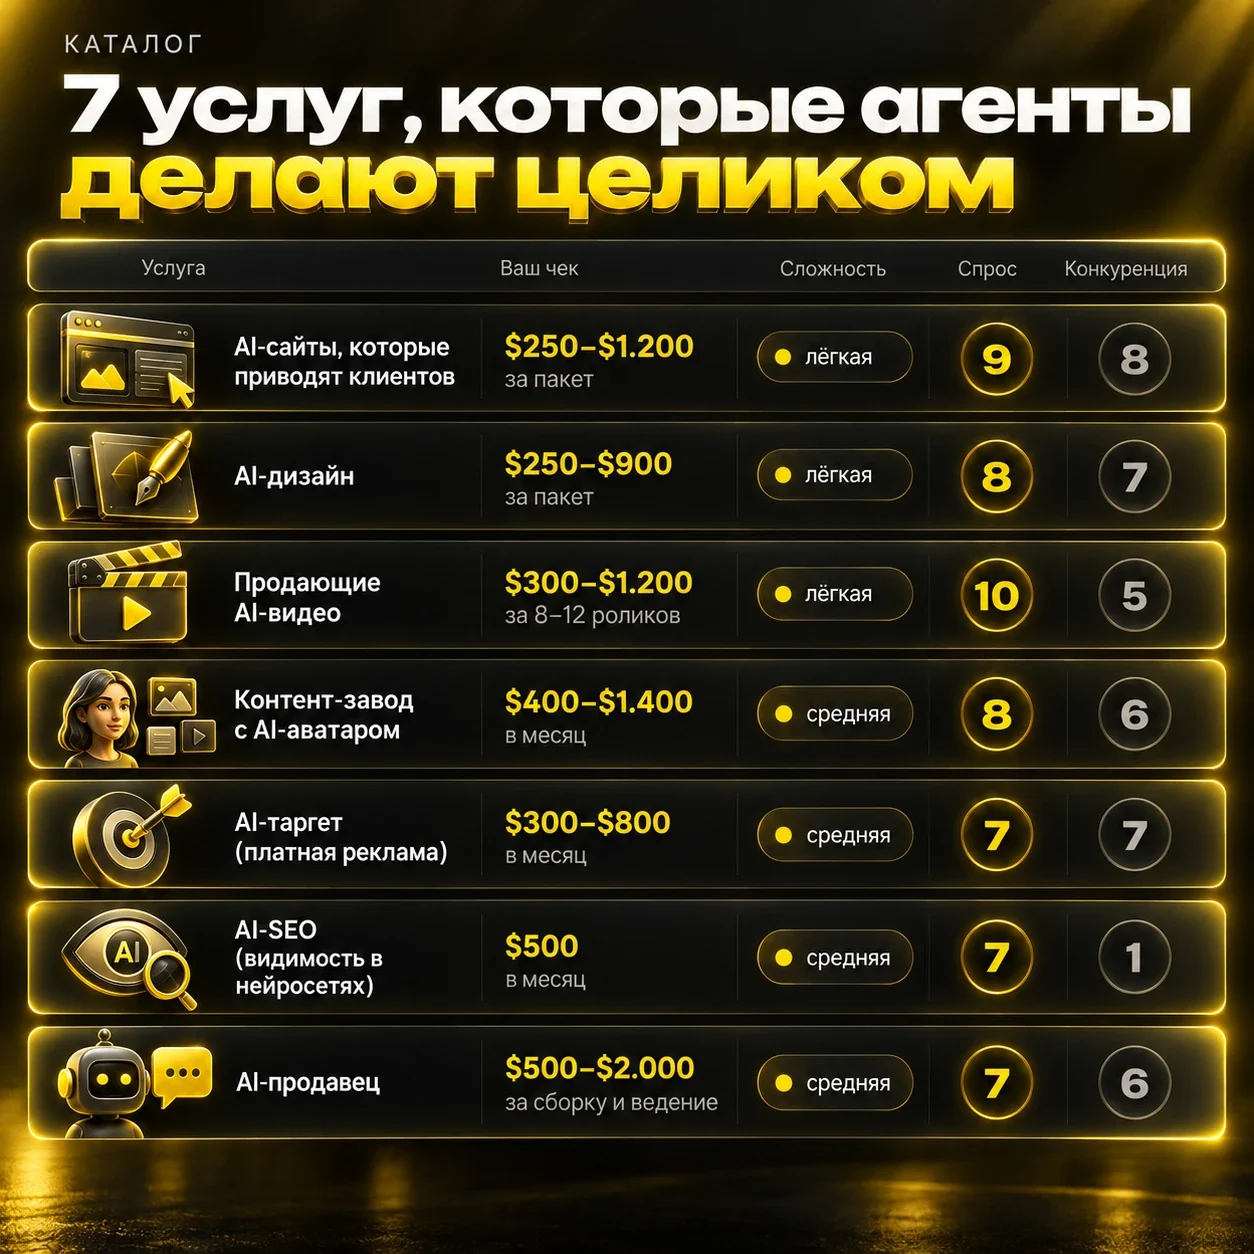 КАТАЛОГ
7 услуг, которые агенты
делают целиком
Услуга Ваш чек Сложность Спрос Конкуренция
AI-сайты, которые
приводят клиентов
$250–$1.200
за пакет
лёгкая
9
8
AI-дизайн
$250–$900
за пакет
лёгкая
8
7
Продающие
AI-видео
$300–$1.200
за 8–12 роликов
лёгкая
10
5
Контент-завод
с AI-аватаром
$400–$1.400
в месяц
средняя
8
6
AI-таргет
(платная реклама)
$300–$800
в месяц
средняя
7
7
AI
AI-SEO
(видимость в
нейросетях)
$500
в месяц
средняя
7
1
AI-продавец
$500–$2.000
за сборку и ведение
средняя
7
6